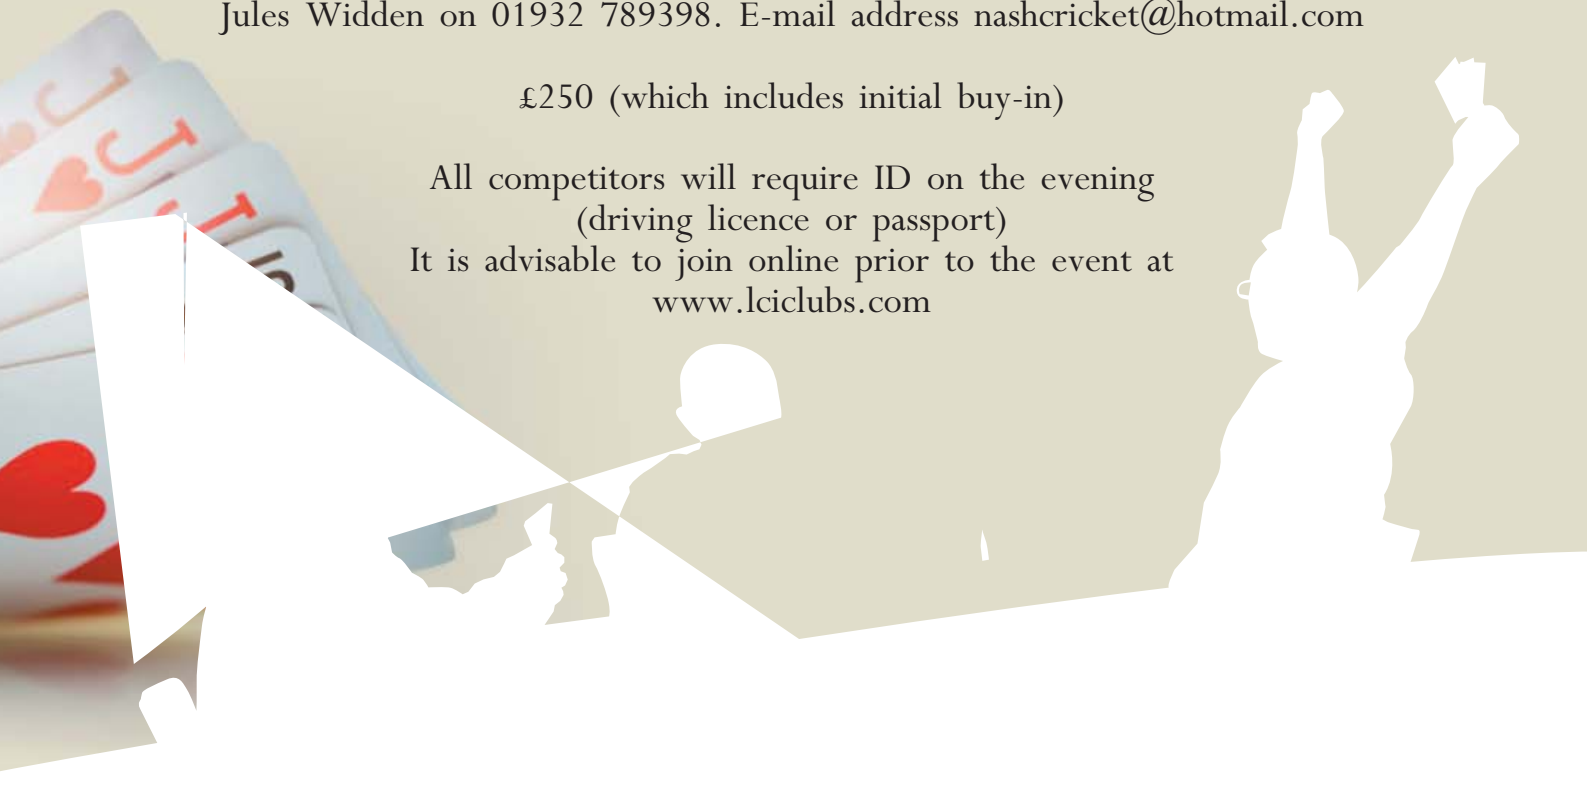 Jules Widden on 01932 789398. E-mail address nashcricket@hotmail.com
£250 (which includes initial buy-in)
All competitors will require ID on the evening
(driving licence or passport)
It is advisable to join online prior to the event at
www.lciclubs.com
J
J
J
10